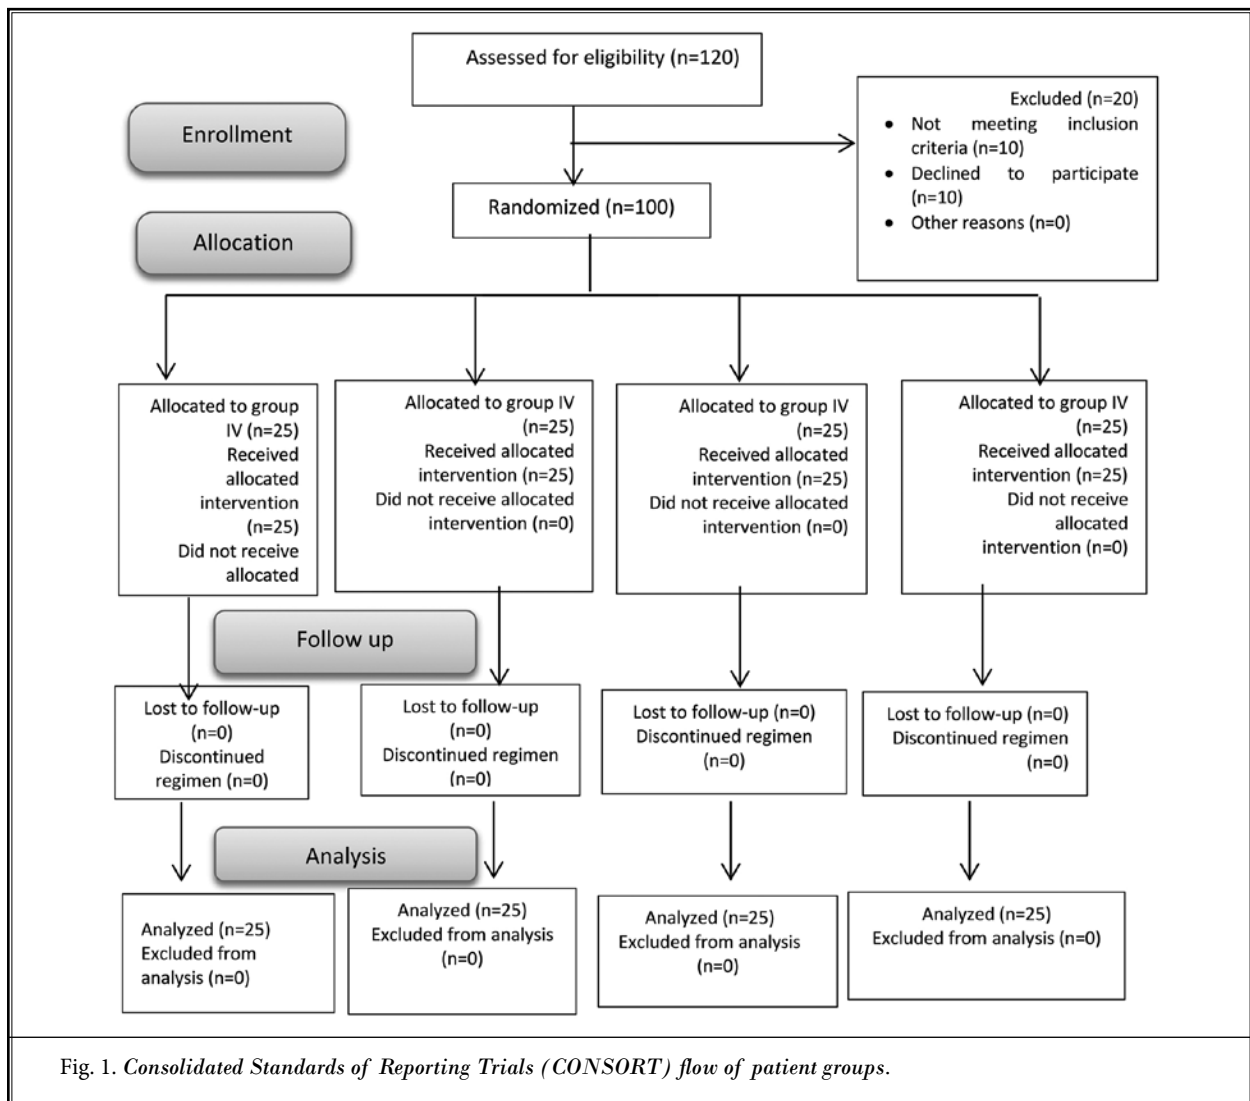 Assessed for eligibility (n=120)
Enrollment
Excluded (n=20)
• Not meeting inclusion
criteria (n=10)
• Declined to participate
(n=10)
• Other reasons (n=0)
Randomized (n=100)
Allocation
Allocated to group
IV (n=25)
Received
allocated
intervention
(n=25)
Did not receive
allocated
Allocated to group IV
(n=25)
Received allocated
intervention (n=25)
Did not receive allocated
intervention (n=0)
Allocated to group IV
(n=25)
Received allocated
intervention (n=25)
Did not receive allocated
intervention (n=0)
Allocated to group IV
(n=25)
Received allocated
intervention (n=25)
Did not receive
allocated
intervention (n=0)
Follow up
Lost to follow-up
(n=0)
Discontinued
regimen (n=0)
Lost to follow-up
(n=0)
Discontinued regimen
(n=0)
Lost to follow-up (n=0)
Discontinued regimen
(n=0)
Lost to follow-up (n=0)
Discontinued regimen
(n=0)
Analysis
Analyzed (n=25)
Excluded from
analysis (n=0)
Analyzed (n=25)
Excluded from analysis
(n=0)
Analyzed (n=25)
Excluded from analysis
(n=0)
Analyzed (n=25)
Excluded from analysis (n=0)
Fig. 1. Consolidated Standards of Reporting Trials (CONSORT) flow of patient groups.